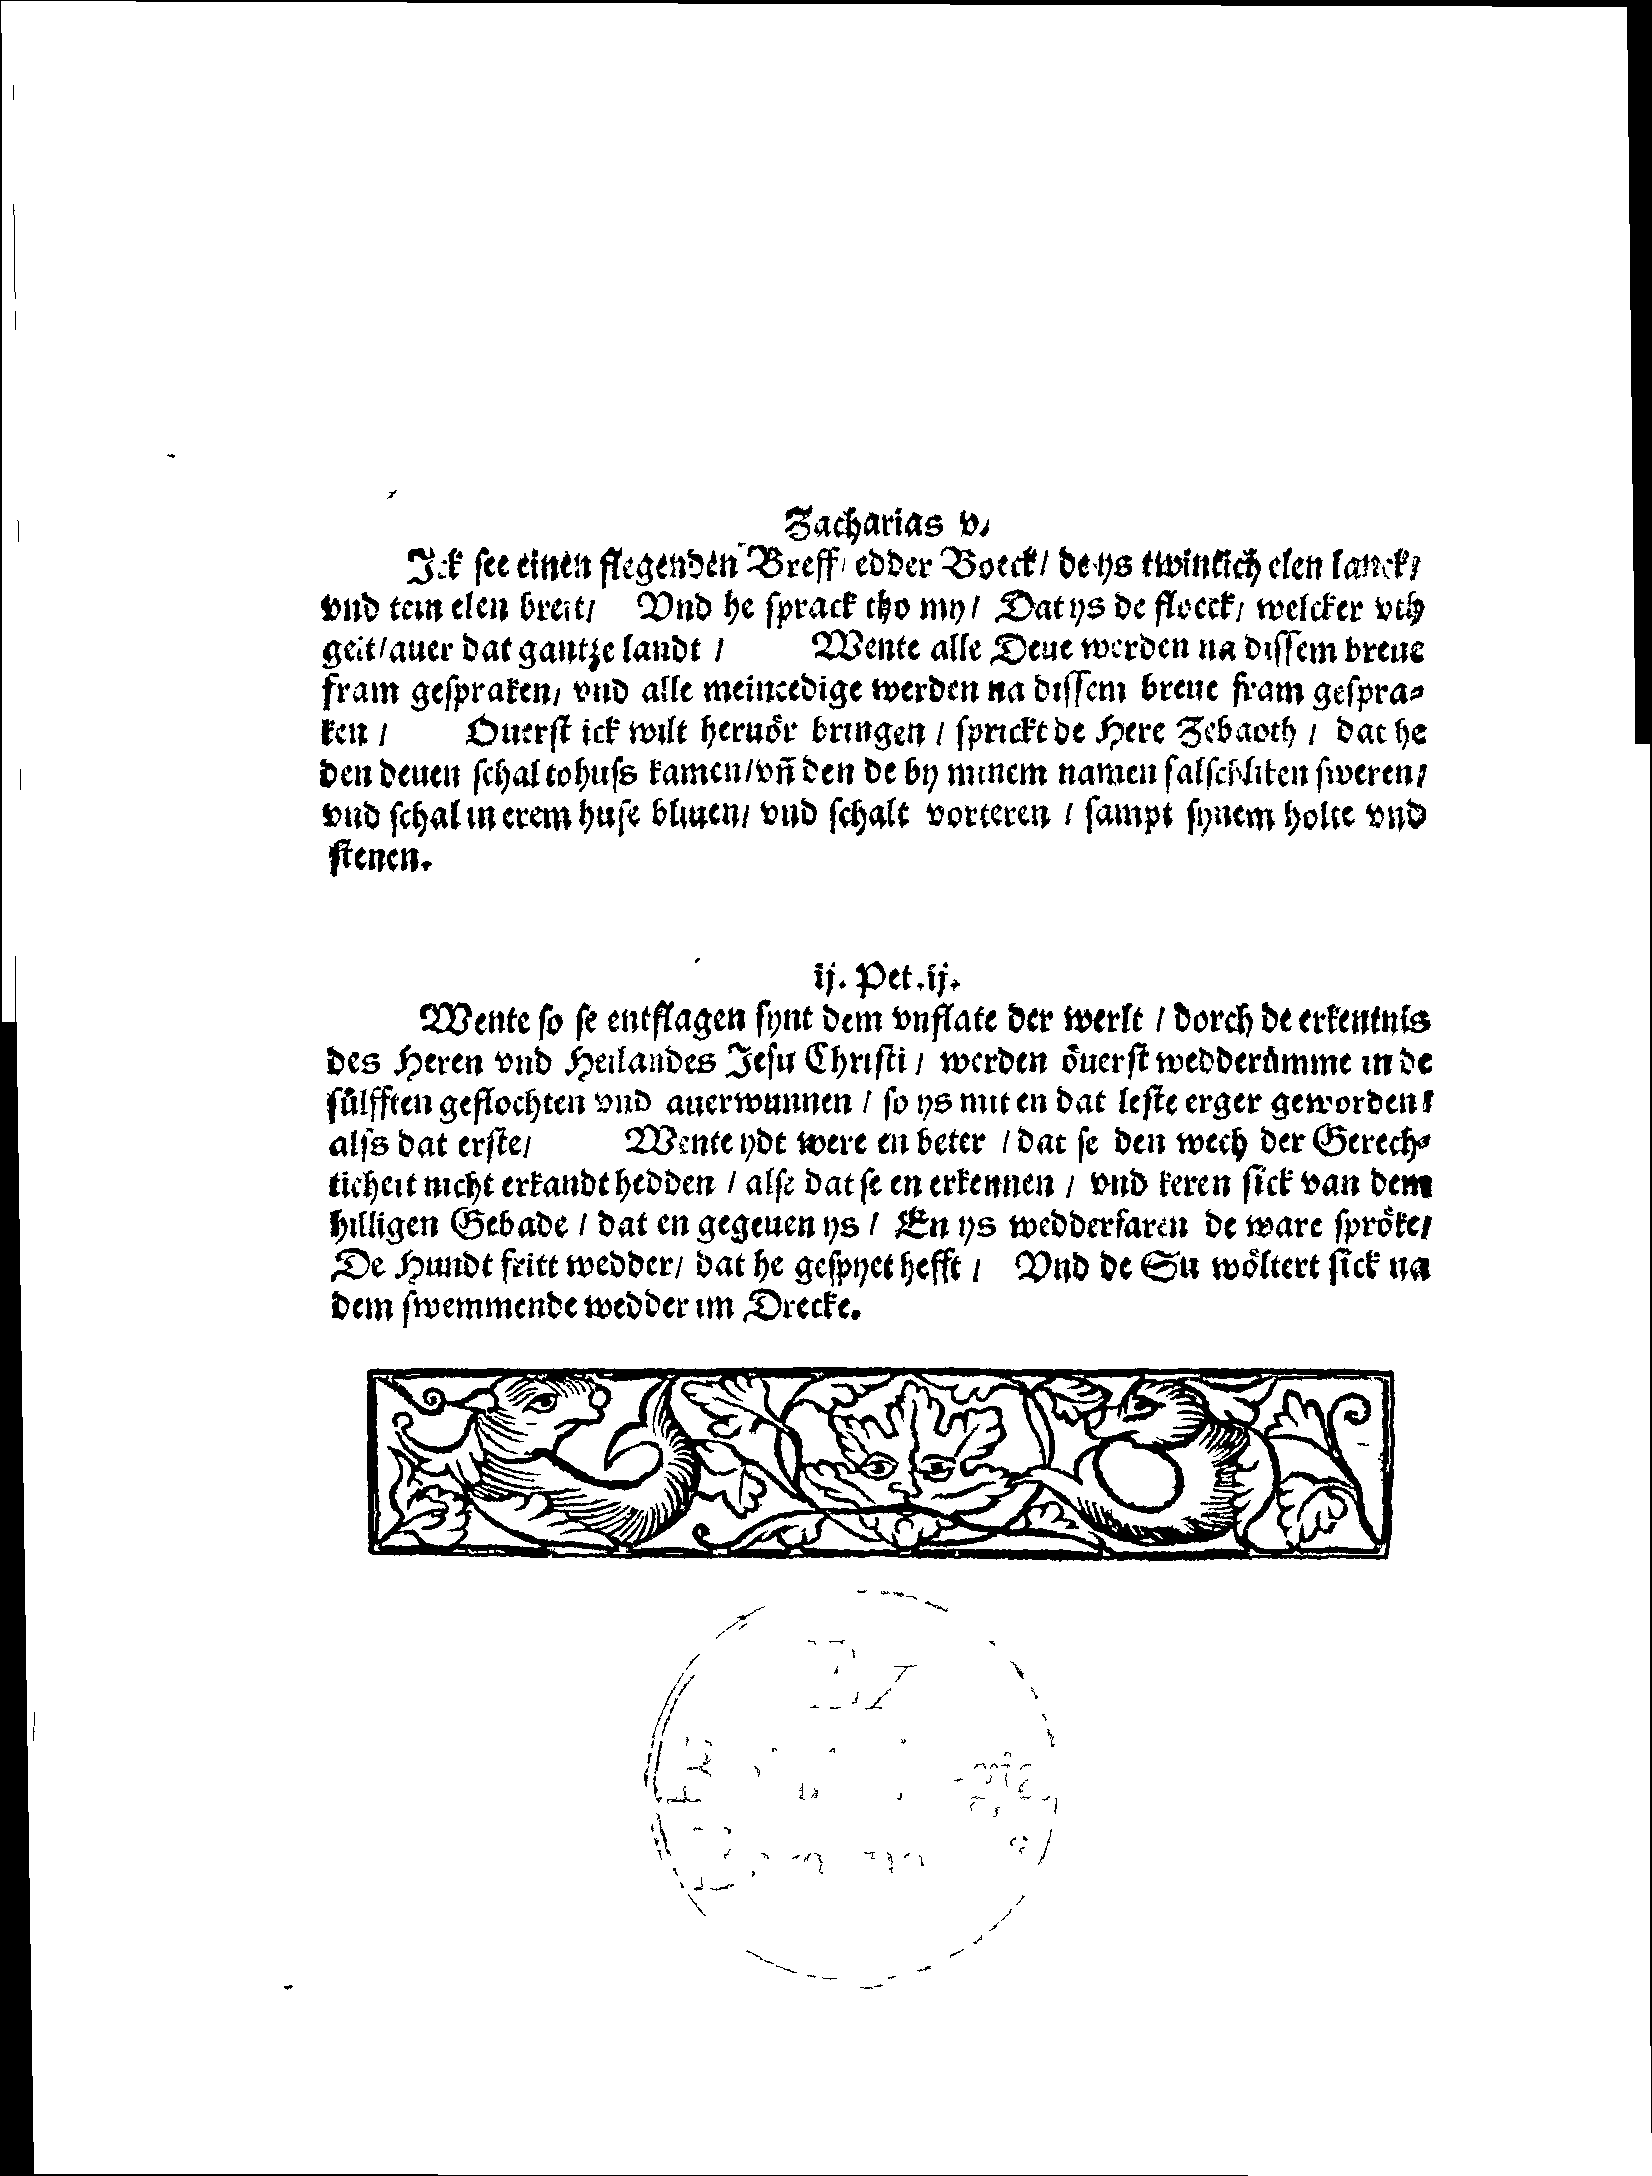 Zacharias v.
Ick ſee einen flegenden Breff/ edder Boeck/ de ys twintich elen lanck/
vnd tein elen breit/ Vnd he ſprack tho my/ Dat ys de floeck/ welcker vth
geit/auer dat gantze landt / Wente alle Deue werden na diſſem breue
fram geſpraken/ vnd alle meineedige werden na diſſem breue fram geſpra⸗
ken / Ouerſt ick wilt heruör bringen / ſprickt de Here Zebaoth / dat he
den deuen ſchal tohuſs kamen/vn̄ den de by minem namen falſchliken ſweren/
vnd ſchal in erem huſe bliuen/ vnd ſchalt vorteren / ſampt ſynem holte vnd
ſtenen.
ij. Pet.ij.
Wente ſo ſe entflagen ſynt dem vnflate der werlt / dorch de erkentnis
des Heren vnd Heilandes Jeſu Chriſti / werden öuerſt wedderümme in de
ſülfften geflochten vnd auerwunnen / ſo ys mit en dat leſte erger geworden/
alſs dat erſte/ Wente ydt were en beter / dat ſe den wech der Gerech⸗
ticheit nicht erkandt hedden / alſe dat ſe en erkennen / vnd keren ſick van dem
hilligen Gebade / dat en gegeuen ys / En ys wedderfaren de ware ſpröke/
De Hundt fritt wedder/ dat he geſpyet hefft / Vnd de Su wöltert ſick na
dem ſwemmende wedder im Drecke.